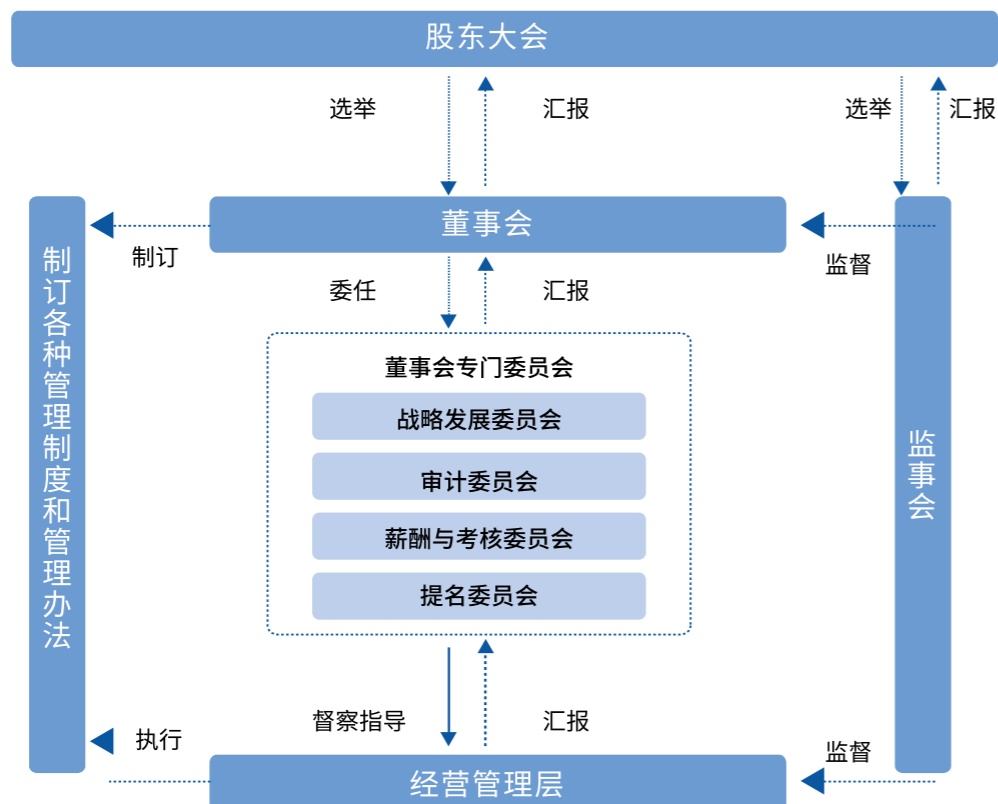 股东大会
选举
汇报
选举
汇报
董事会
制订
监督
委任
汇报
制订各种管理制度和管理办法
董事会专门委员会
战略发展委员会
审计委员会
薪酬与考核委员会
提名委员会
监事会
督察指导
汇报
执行
监督
经营管理层